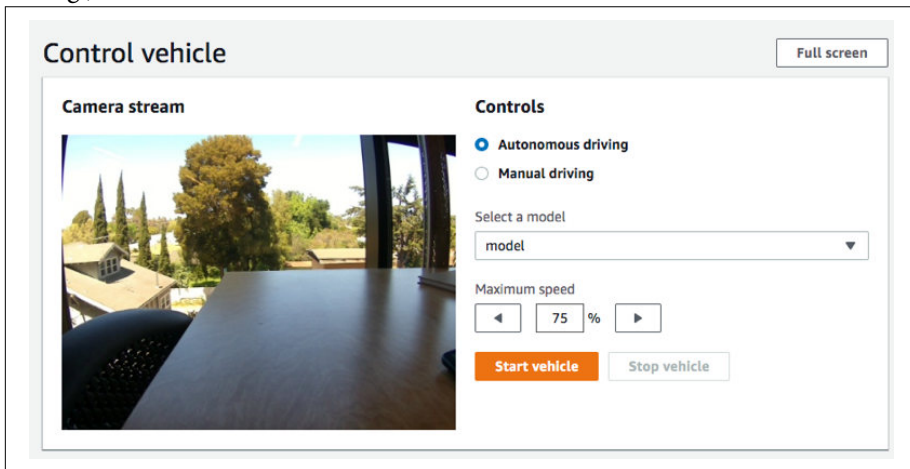 Control vehicle
Full screen
Camera stream
Controls
Autonomous driving
Manual driving
Select a model
model
Maximum speed
75 %
Start vehicle
Stop vehicle